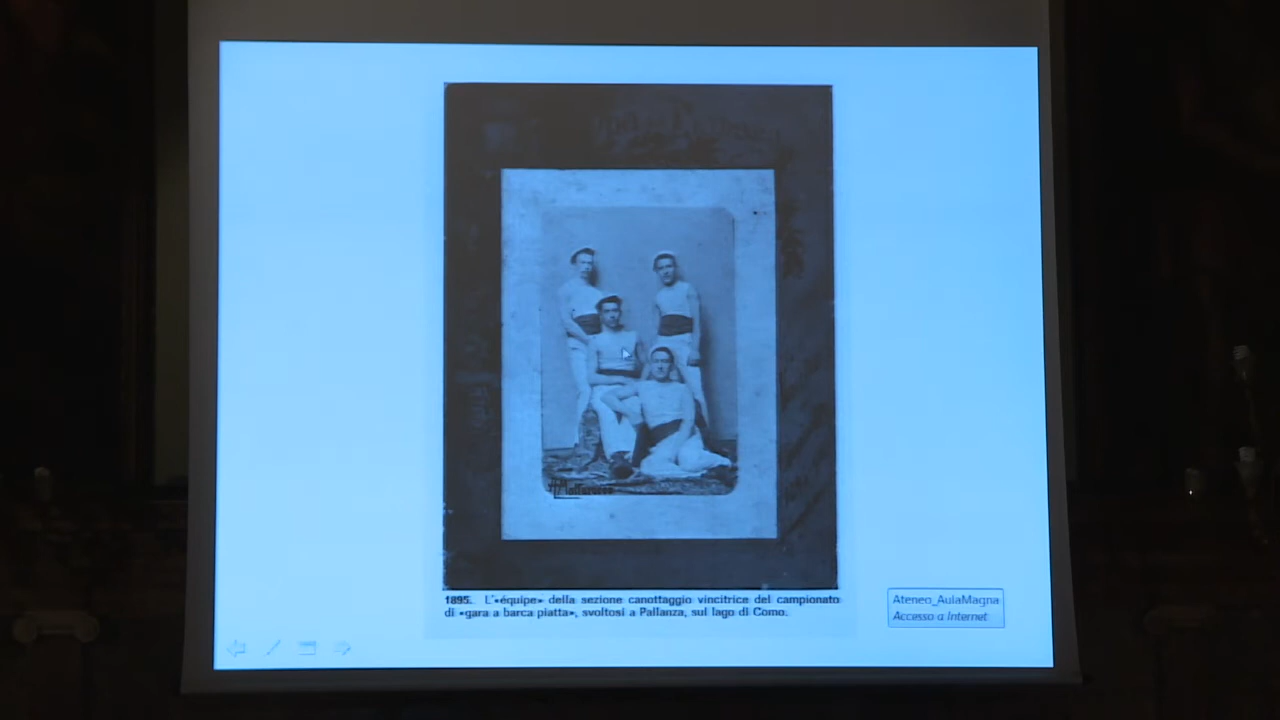 1895. L'«équipe» della sezione canottaggio vincitrice del campionato
di «gara a barca piatta», svoltosi a Pallanza, sul lago di Como.
Ateneo_AulaMagna
Accesso a Internet